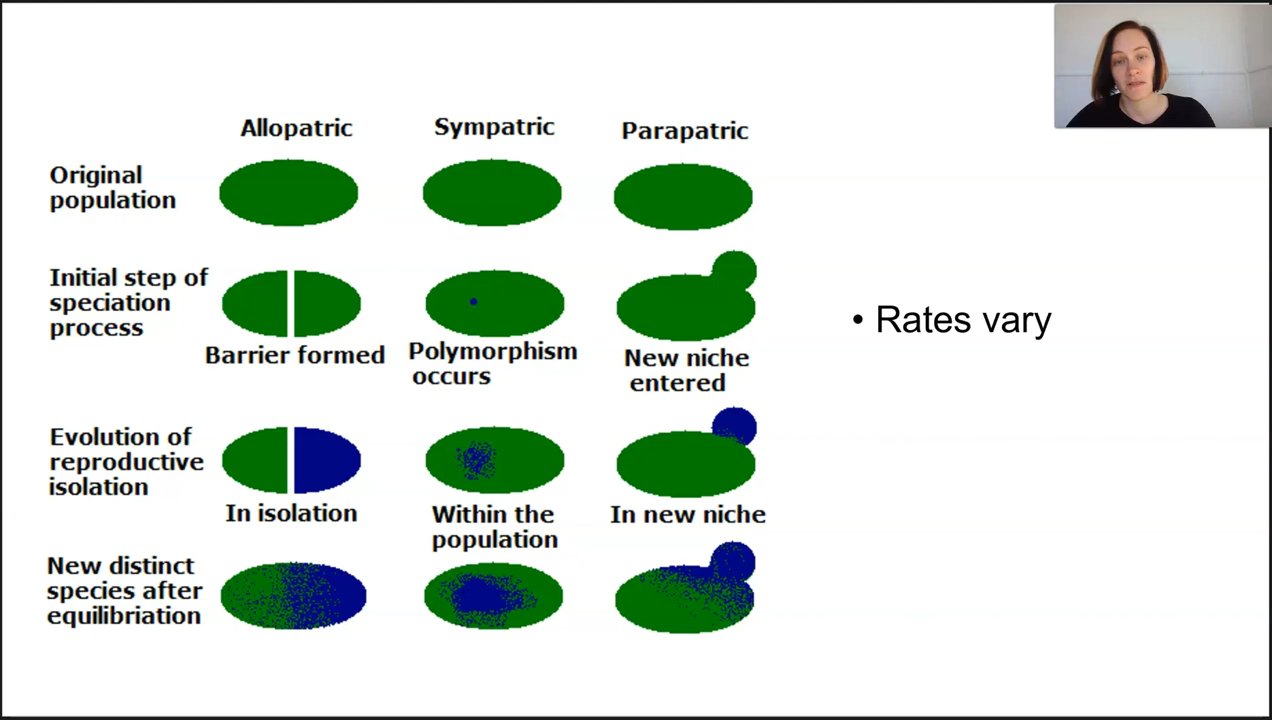 Allopatric
Sympatric
Parapatric
Original
population
Initial step of
speciation
process
Barrier formed
Polymorphism
occurs
New niche
entered
• Rates vary
Evolution of
reproductive
isolation
In isolation
Within the
population
In new niche
New distinct
species after
equilibriation